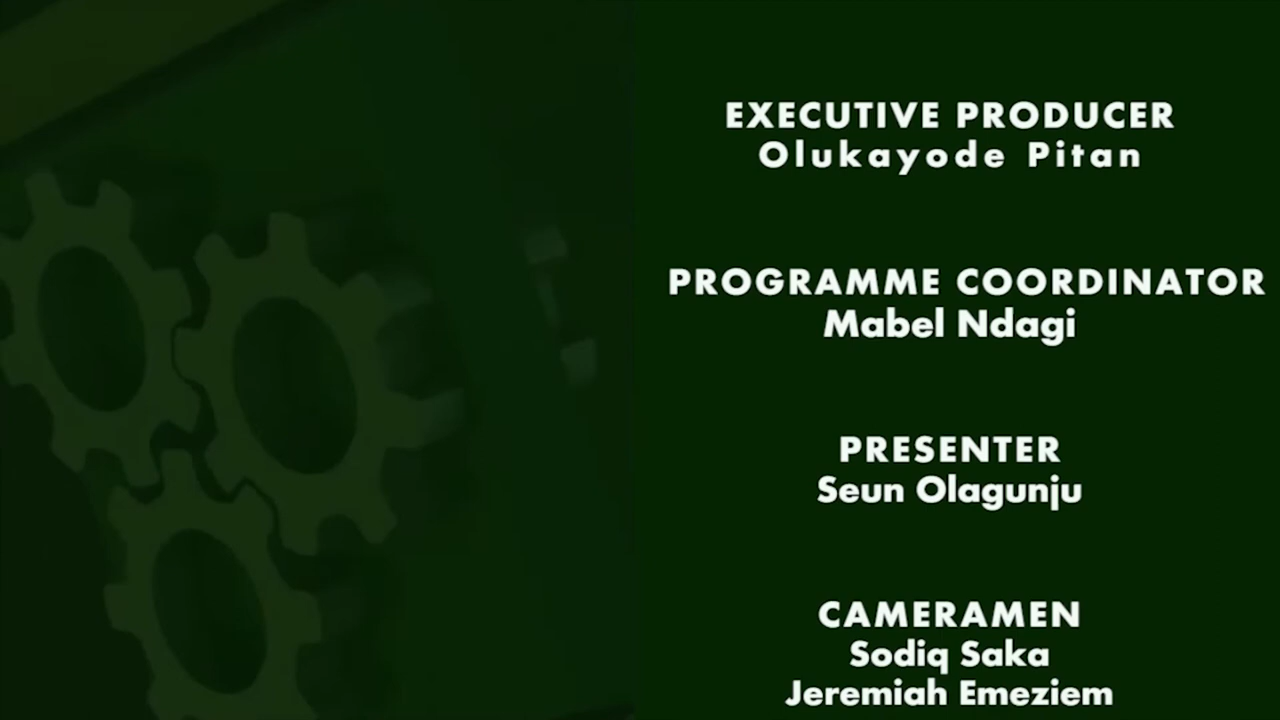 EXECUTIVE PRODUCER
Olukayode Pitan
PROGRAMME COORDINATOR
Mabel Ndagi
PRESENTER
Seun Olagunju
CAMERAMEN
Sodiq Saka
Jeremiah Emeziem